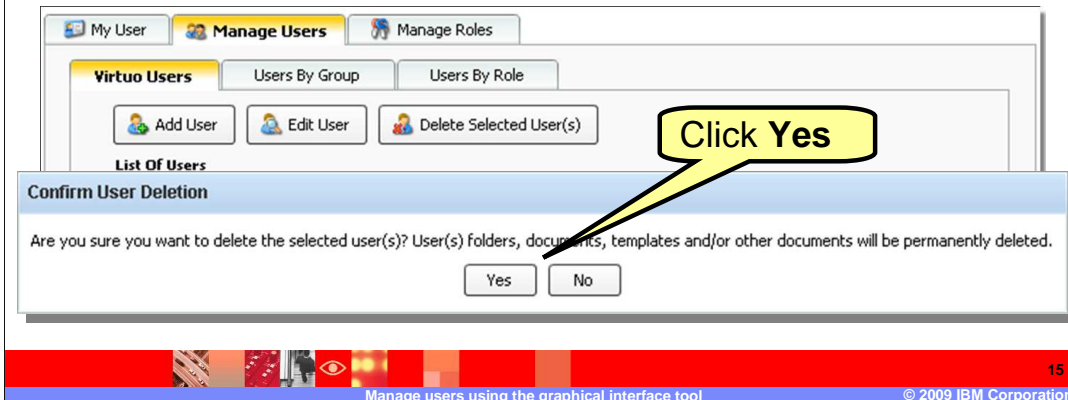 My User Manage Users Manage Roles
Virtuo Users Users By Group Users By Role
Add User Edit User Delete Selected User(s)
Click Yes
List Of Users
Confirm User Deletion
Are you sure you want to delete the selected user(s)? User(s) folders, documents, templates and/or other documents will be permanently deleted.
Yes No
15
Manage users using the graphical interface tool © 2009 IBM Corporation